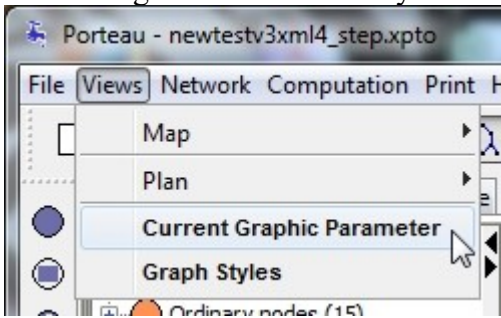 Porteau - newtestv3xml4_step.xpto
File Views Network Computation Print H
Map
Plan
Current Graphic Parameter
Graph Styles
Ordinary nodes (15)